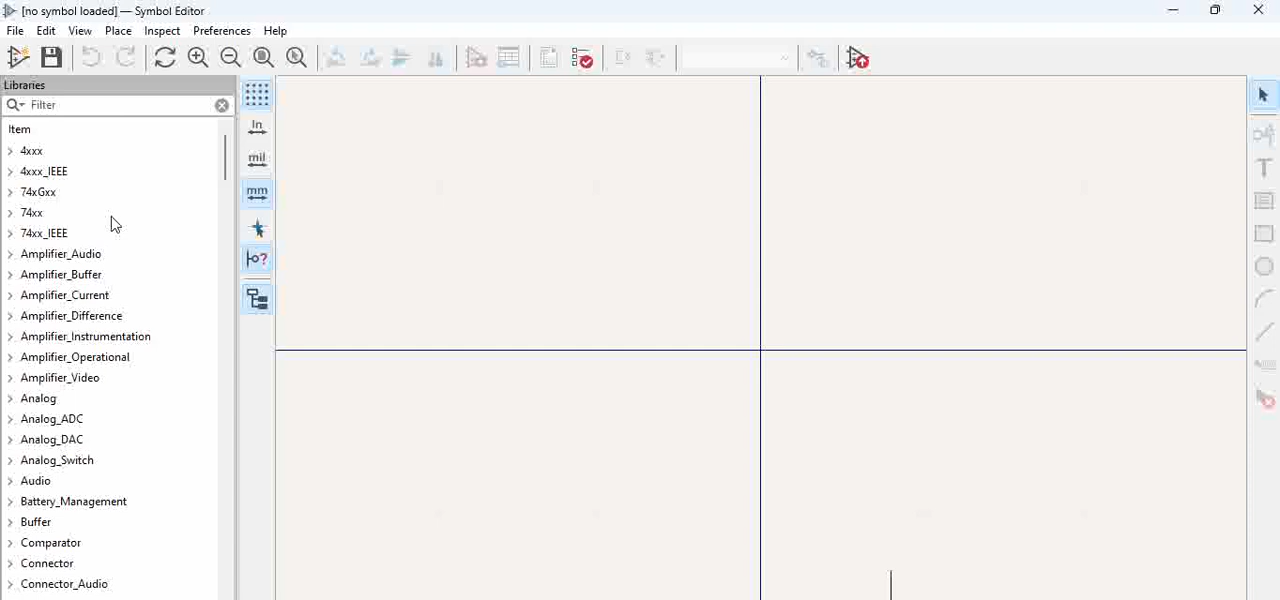 [no symbol loaded] — Symbol Editor
File Edit View Place Inspect Preferences Help
Libraries
Filter
Item
4xxx
4xxx_IEEE
74xGxx
74xx
74xx_IEEE
Amplifier_Audio
Amplifier_Buffer
Amplifier_Current
Amplifier_Difference
Amplifier_Instrumentation
Amplifier_Operational
Amplifier_Video
Analog
Analog_ADC
Analog_DAC
Analog_Switch
Audio
Battery_Management
Buffer
Comparator
Connector
Connector_Audio
In
mil
mm
?
T